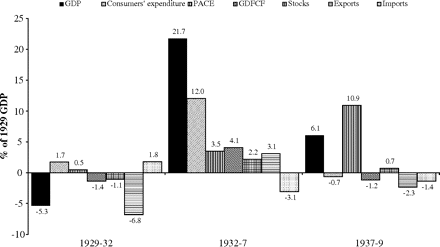 GDP Consumers' expenditure PACE GDFCF Stocks Exports Imports
25
20
15
10
5
0
-5
-10
% of 1929 GDP
-5.3 1.7 0.5 -1.4 -1.1 -6.8 1.8
21.7 12.0 3.5 4.1 2.2 3.1 -3.1
6.1 -0.7 10.9 -1.2 0.7 -2.3 -1.4
1929-32 1932-7 1937-9